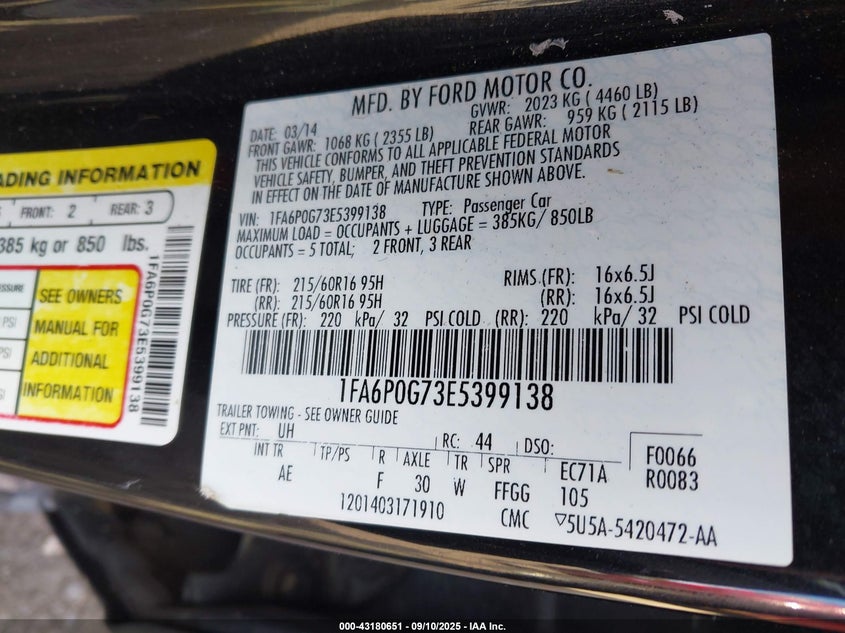 MFD. BY FORD MOTOR CO.
DATE: 03/14
GVWR: 2023 KG ( 4460 LB)
FRONT GAWR: 1068 KG ( 2355 LB)
REAR GAWR: 959 KG ( 2115 LB)
THIS VEHICLE CONFORMS TO ALL APPLICABLE FEDERAL MOTOR
VEHICLE SAFETY, BUMPER, AND THEFT PREVENTION STANDARDS
IN EFFECT ON THE DATE OF MANUFACTURE SHOWN ABOVE.
VIN: 1FA6P0G73E5399138 TYPE: Passenger Car
MAXIMUM LOAD = OCCUPANTS + LUGGAGE = 385KG/ 850LB
OCCUPANTS = 5 TOTAL; 2 FRONT, 3 REAR
TIRE (FR): 215/60R16 95H RIMS (FR): 16x6.5J
(RR): 215/60R16 95H (RR): 16x6.5J
PRESSURE (FR): 220 kPa/ 32 PSI COLD (RR): 220 kPa/ 32 PSI COLD
1FA6P0G73E5399138
TRAILER TOWING - SEE OWNER GUIDE
EXT PNT: UH RC: 44 DSO: F0066
R0083
INT TR TP/PS R AXLE TR SPR EC71A
AE F 30 W FFGG 105
1201403171910 CMC ▽5U5A-5420472-AA
ADING INFORMATION
FRONT: 2 REAR: 3
385 kg or 850 lbs.
SSURE
PSI
PSI
SEE OWNERS
MANUAL FOR
ADDITIONAL
INFORMATION
1FA6P0G73E5399138
000-43180651 - 09/10/2025 - IAA Inc.